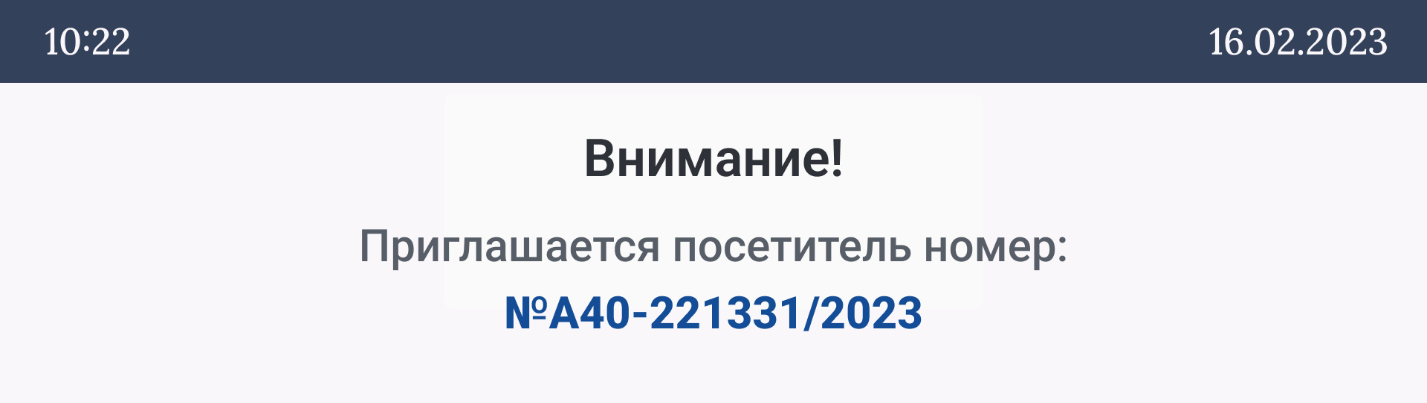 10:22
16.02.2023
Внимание!
Приглашается посетитель номер:
№А40-221331/2023